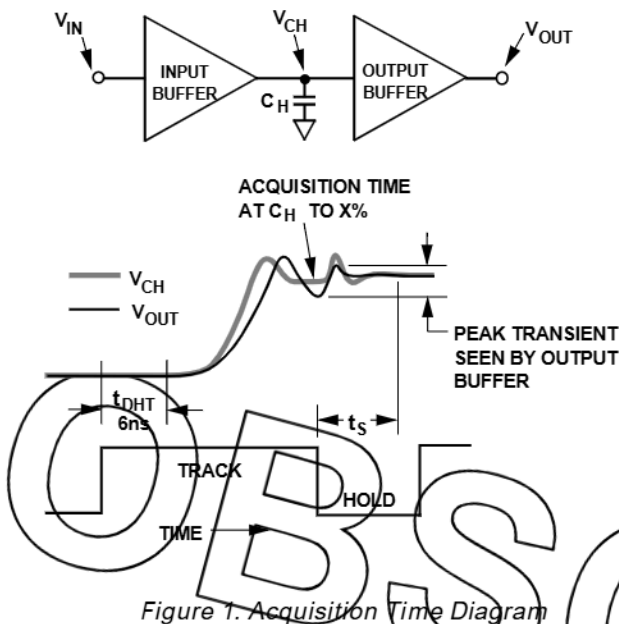 V_IN
INPUT
BUFFER
V_CH
C_H
OUTPUT
BUFFER
V_OUT
ACQUISITION TIME
AT C_H TO X%
V_CH
V_OUT
PEAK TRANSIENT
SEEN BY OUTPUT
BUFFER
t_DHT
6ns
t_S
TRACK
HOLD
TIME
OBSO
Figure 1. Acquisition Time Diagram